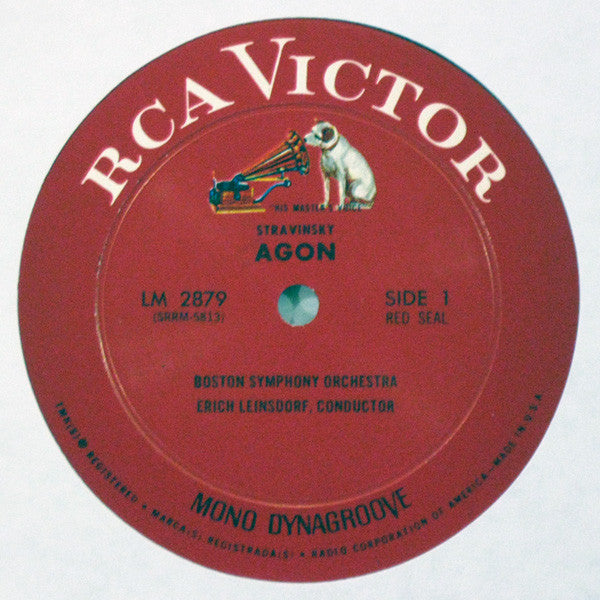 RCA VICTOR
"HIS MASTER'S VOICE"
STRAVINSKY
AGON
LM 2879
(SRRM-5813)
SIDE 1
RED SEAL
BOSTON SYMPHONY ORCHESTRA
ERICH LEINSDORF, CONDUCTOR
MONO DYNAGROOVE
TMK(S) ® REGISTERED • MARCA(S) REGISTRADA(S) • RADIO CORPORATION OF AMERICA—MADE IN U.S.A.